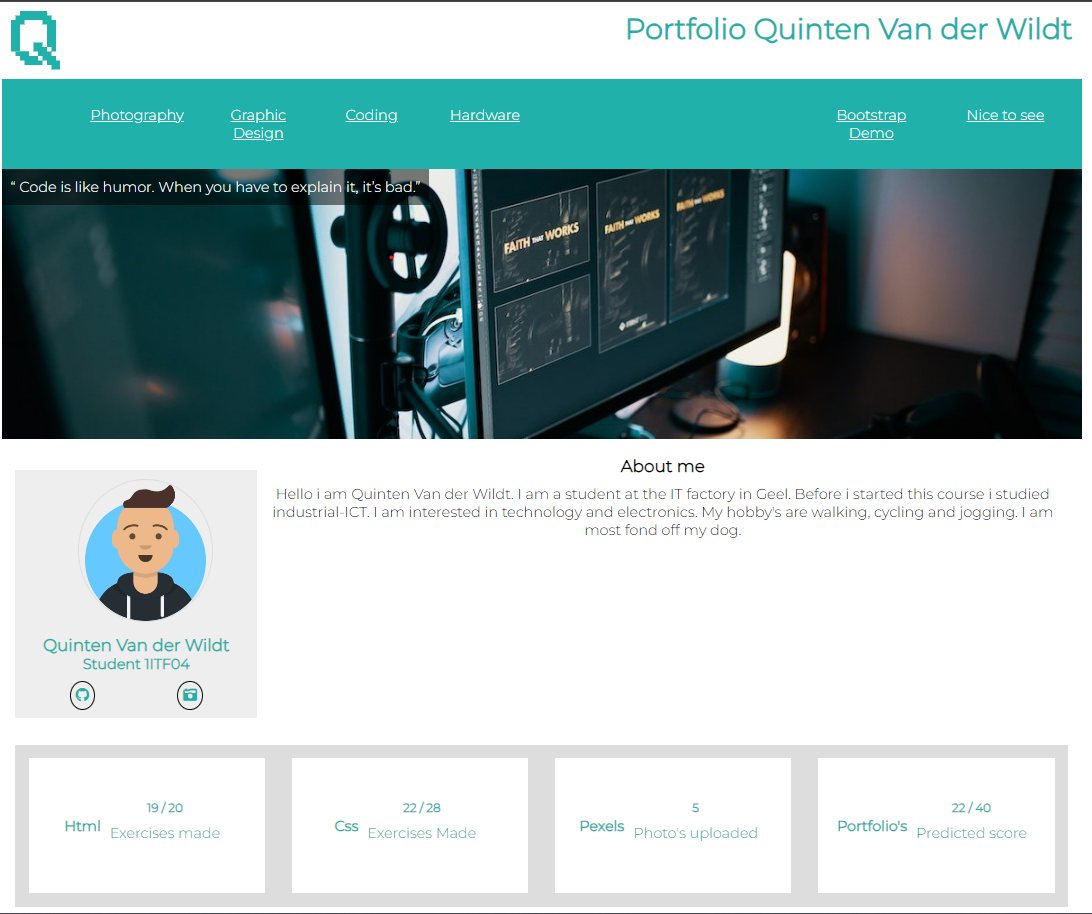 Q
Portfolio Quinten Van der Wildt
Photography
Graphic
Design
Coding
Hardware
Bootstrap
Demo
Nice to see
“ Code is like humor. When you have to explain it, it’s bad.”
FAITH THAT WORKS
FAITH THAT WORKS
FAITH THAT WORKS
About me
Hello i am Quinten Van der Wildt. I am a student at the IT factory in Geel. Before i started this course i studied
industrial-ICT. I am interested in technology and electronics. My hobby's are walking, cycling and jogging. I am
most fond off my dog.
Quinten Van der Wildt
Student 1ITF04
Html
19 / 20
Exercises made
Css
22 / 28
Exercises Made
Pexels
5
Photo's uploaded
Portfolio's
22 / 40
Predicted score